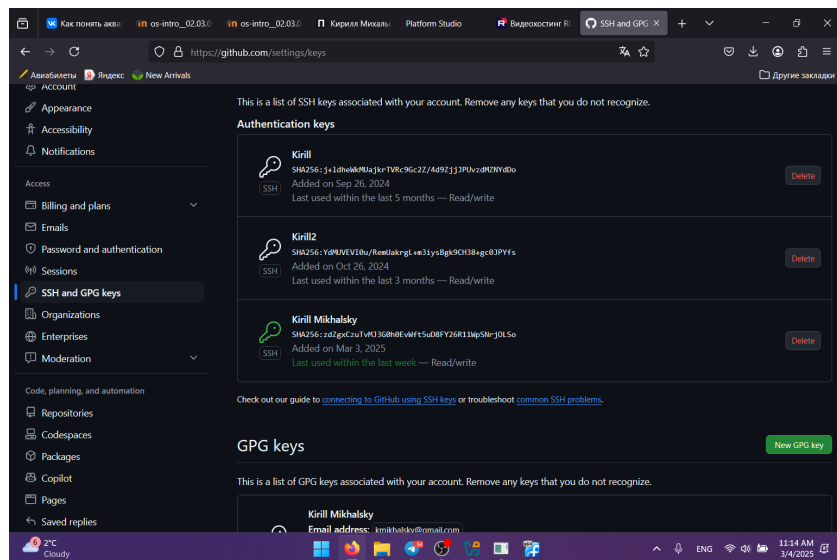 Как понять аква
os-intro__02.03.0
os-intro__02.03.0
Кирилл Михаль
Platform Studio
Видеохостинг RU
SSH and GPG
https://github.com/settings/keys
Авиабилеты
Яндекс
New Arrivals
Другие закладки
Account
Appearance
Accessibility
Notifications
Access
Billing and plans
Emails
Password and authentication
Sessions
SSH and GPG keys
Organizations
Enterprises
Moderation
Code, planning, and automation
Repositories
Codespaces
Packages
Copilot
Pages
Saved replies
This is a list of SSH keys associated with your account. Remove any keys that you do not recognize.
Authentication keys
Kirill
SHA256:j+ldheWkMUajkrTVRc9Gc2Z/4d9ZjjJPUvzdMZNYdDo
SSH
Added on Sep 26, 2024
Last used within the last 5 months — Read/write
Delete
Kirill2
SHA256:YdMUVEVI0u/RemUakrgL+m3iysBgk9CH38+gc0JPYfs
SSH
Added on Oct 26, 2024
Last used within the last 3 months — Read/write
Delete
Kirill Mikhalsky
SHA256:zdZgxCzuTvMJ3G0h0EvWft5uD8FY26R11WpSNrjOLSo
SSH
Added on Mar 3, 2025
Last used within the last week — Read/write
Delete
Check out our guide to connecting to GitHub using SSH keys or troubleshoot common SSH problems.
GPG keys
New GPG key
This is a list of GPG keys associated with your account. Remove any keys that you do not recognize.
Kirill Mikhalsky
Email address: kmikhalsky@gmail.com
6
2°C
Cloudy
ENG
11:14 AM
3/4/2025